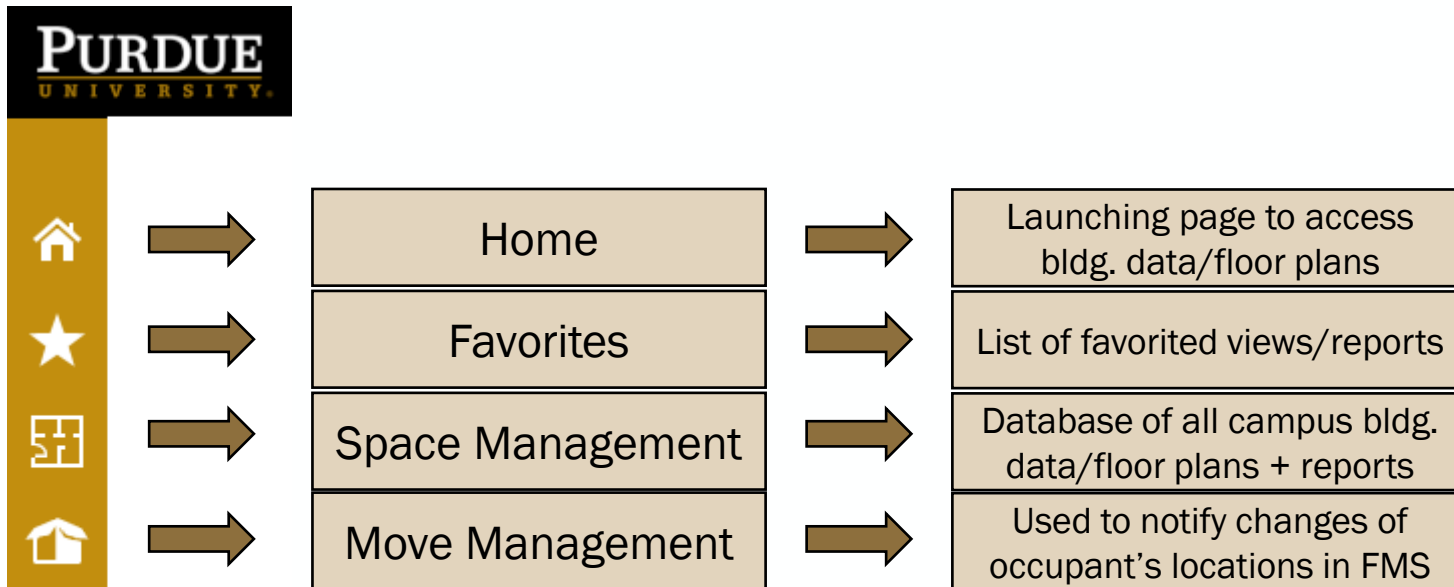 PURDUE
UNIVERSITY®
Home
Launching page to access
bldg. data/floor plans
Favorites
List of favorited views/reports
Space Management
Database of all campus bldg.
data/floor plans + reports
Move Management
Used to notify changes of
occupant's locations in FMS